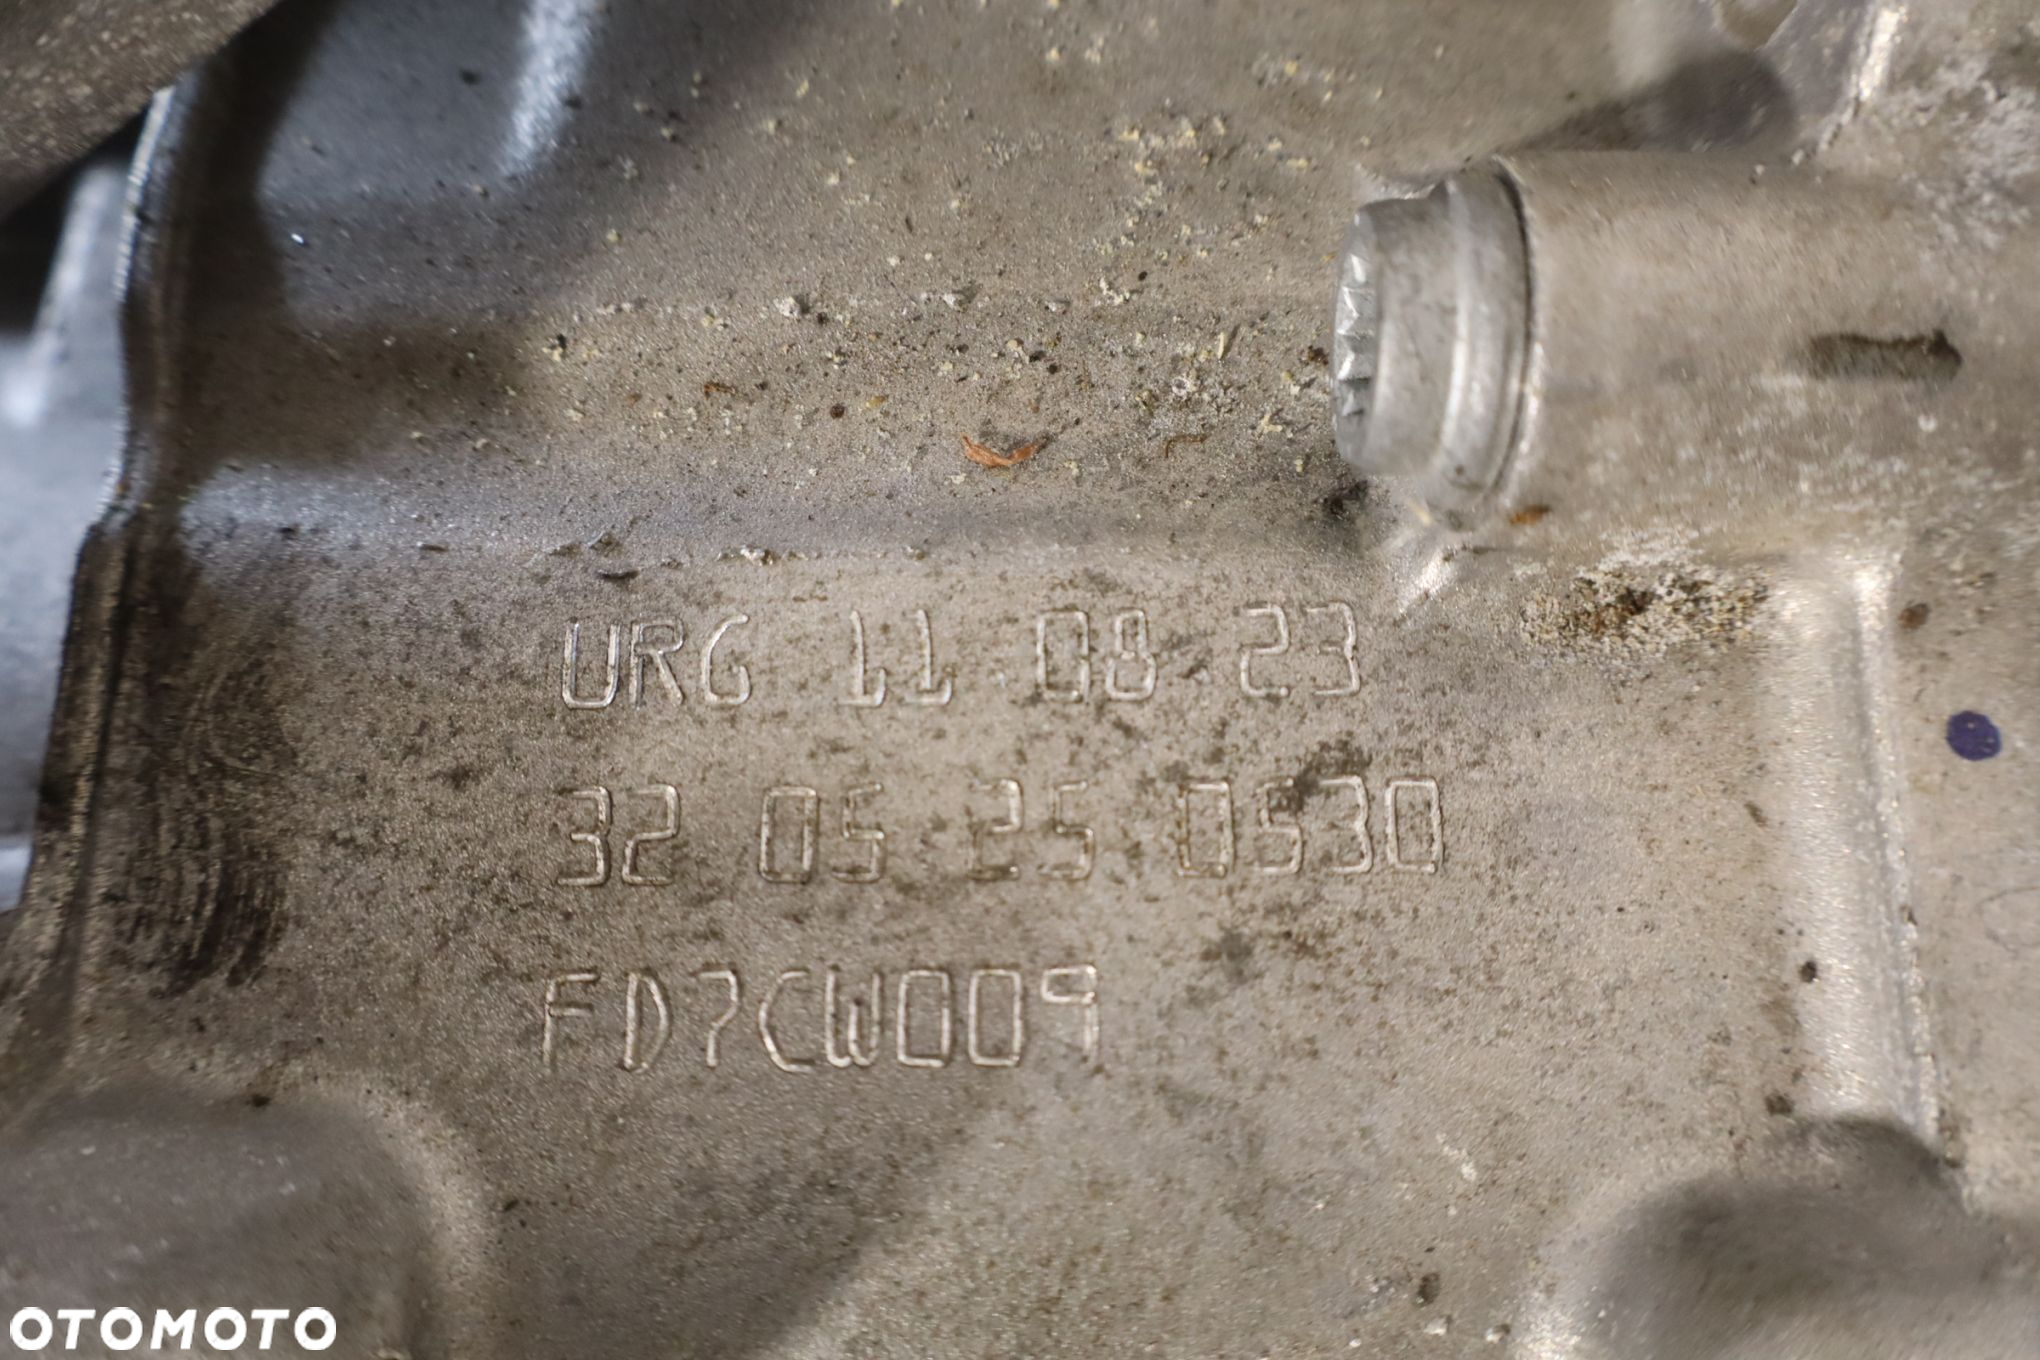 URG 11.08.23
32 05 25 0530
FD7CW009
OTOMOTO